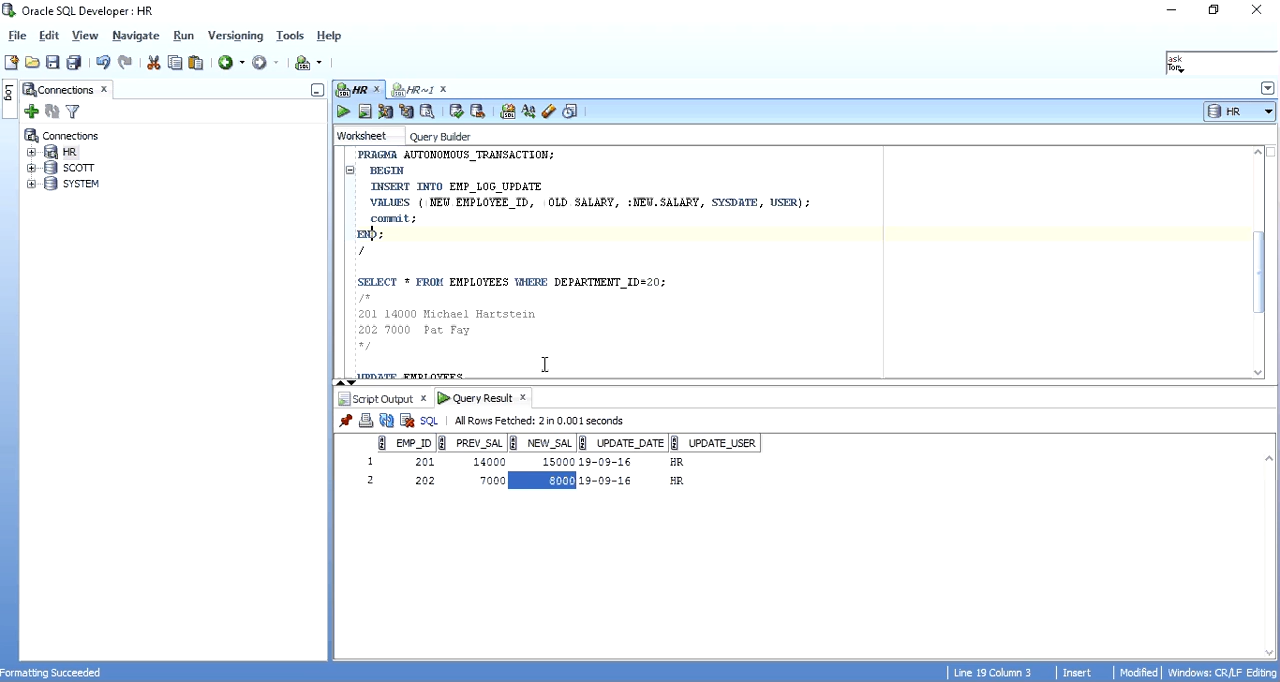 Oracle SQL Developer : HR
File Edit View Navigate Run Versioning Tools Help
ask
Tom
Log
Connections
HR
HR~1
HR
Connections
HR
SCOTT
SYSTEM
Worksheet Query Builder
PRAGMA AUTONOMOUS_TRANSACTION;
BEGIN
INSERT INTO EMP_LOG_UPDATE
VALUES (:NEW.EMPLOYEE_ID, :OLD.SALARY, :NEW.SALARY, SYSDATE, USER);
commit;
END;
/
SELECT * FROM EMPLOYEES WHERE DEPARTMENT_ID=20;
/*
201 14000 Michael Hartstein
202 7000 Pat Fay
*/
UPDATE EMPLOYEES
Script Output Query Result
SQL All Rows Fetched: 2 in 0.001 seconds
EMP_ID PREV_SAL NEW_SAL UPDATE_DATE UPDATE_USER
1 201 14000 15000 19-09-16 HR
2 202 7000 8000 19-09-16 HR
Formatting Succeeded Line 19 Column 3 Insert Modified Windows: CR/LF Editing